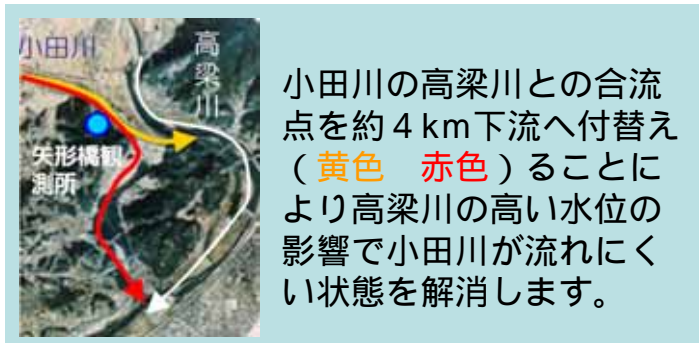 小田川
高梁川
矢形橋観
測所
小田川の高梁川との合流
点を約４km下流へ付替え
（黄色　赤色）ることに
より高梁川の高い水位の
影響で小田川が流れにく
い状態を解消します。